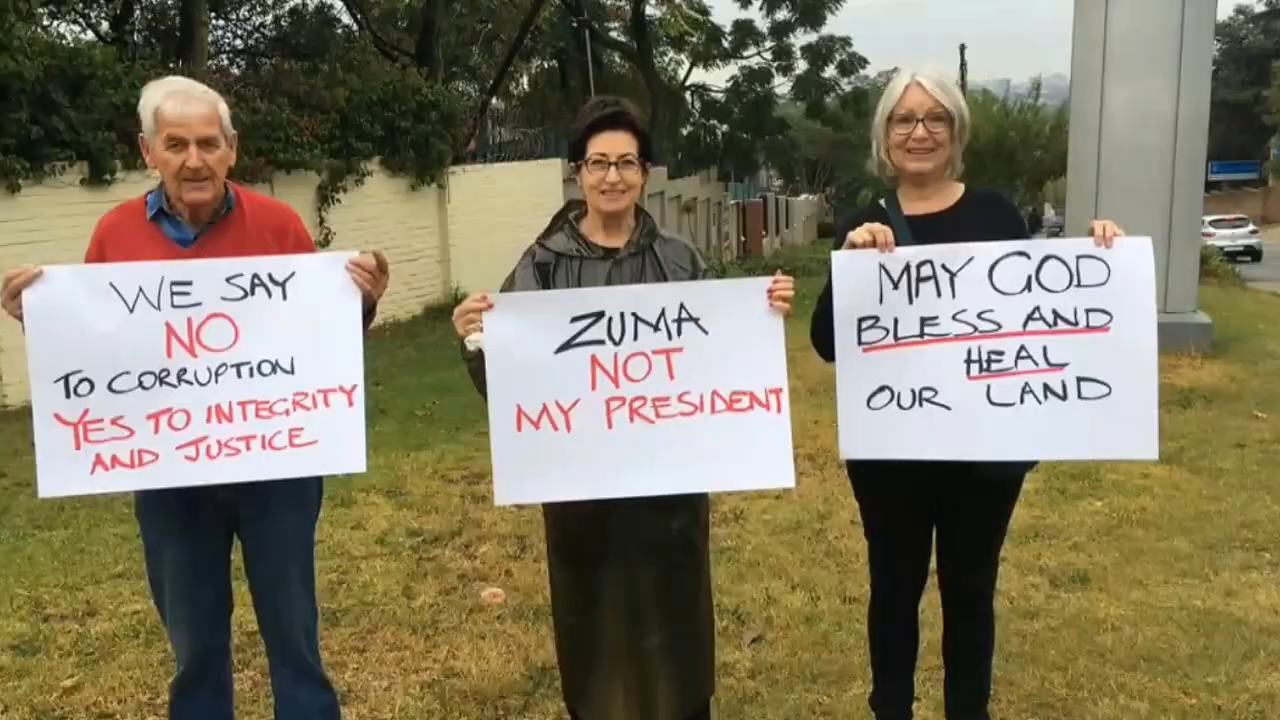 WE SAY
NO
TO CORRUPTION
YES TO INTEGRITY
AND JUSTICE
ZUMA
NOT
MY PRESIDENT
MAY GOD
BLESS AND
HEAL
OUR LAND